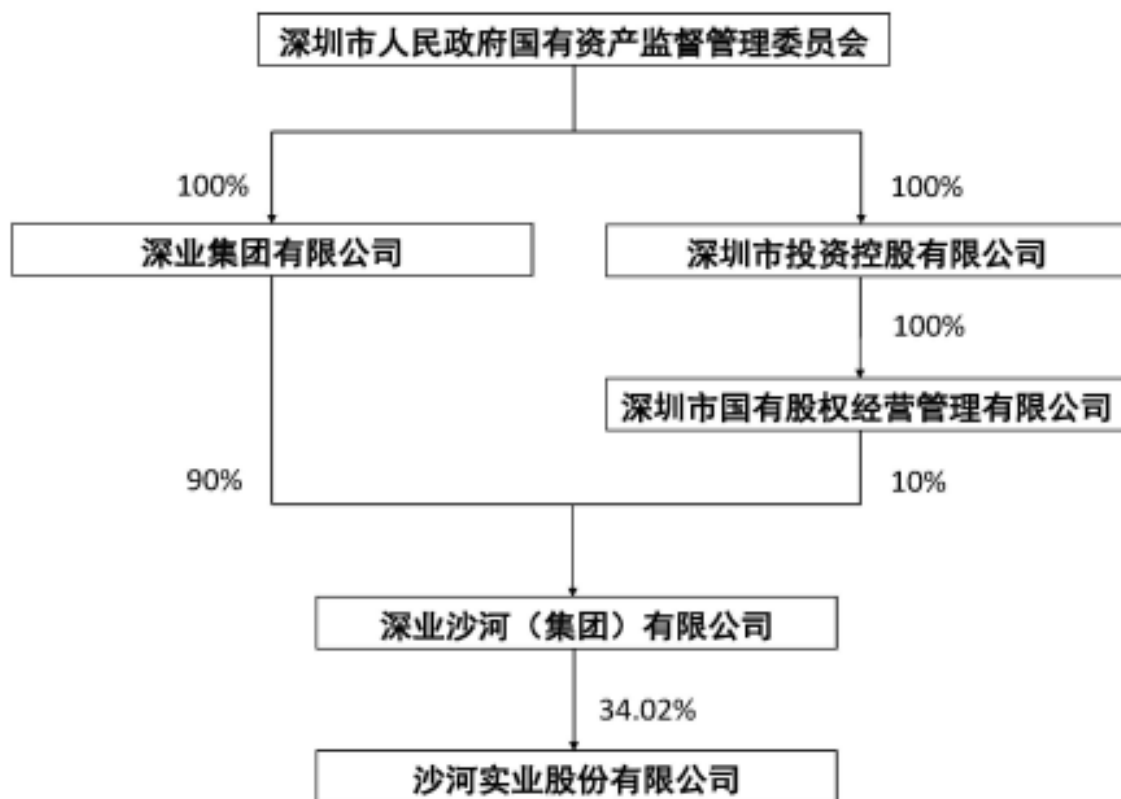 深圳市人民政府国有资产监督管理委员会
100%
100%
深业集团有限公司
深圳市投资控股有限公司
100%
深圳市国有股权经营管理有限公司
90%
10%
深业沙河（集团）有限公司
34.02%
沙河实业股份有限公司